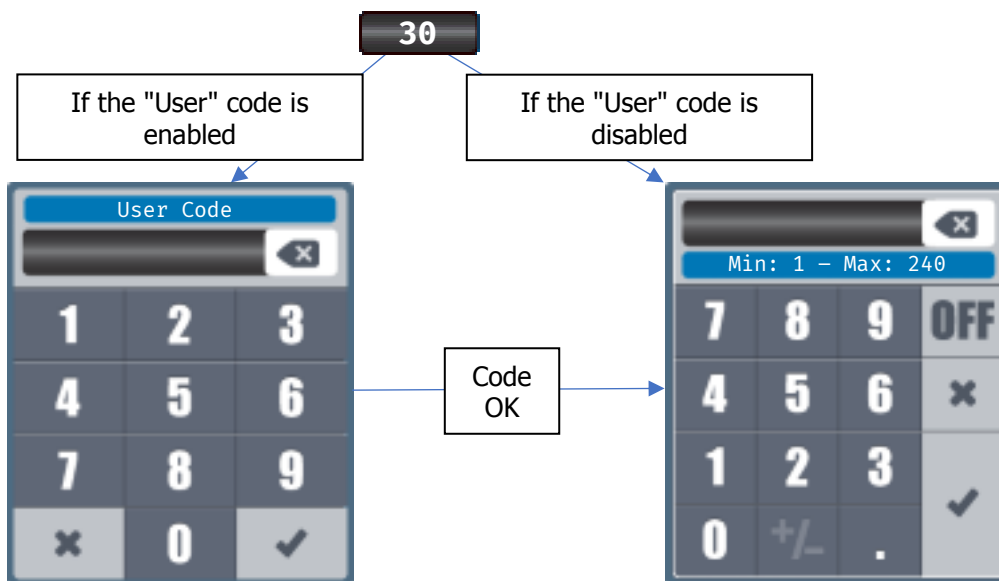 30
If the "User" code is
enabled
If the "User" code is
disabled
User Code
1 2 3
4 5 6
7 8 9
0
Code
OK
Min: 1 – Max: 240
7 8 9 OFF
4 5 6
1 2 3
0 +/- .